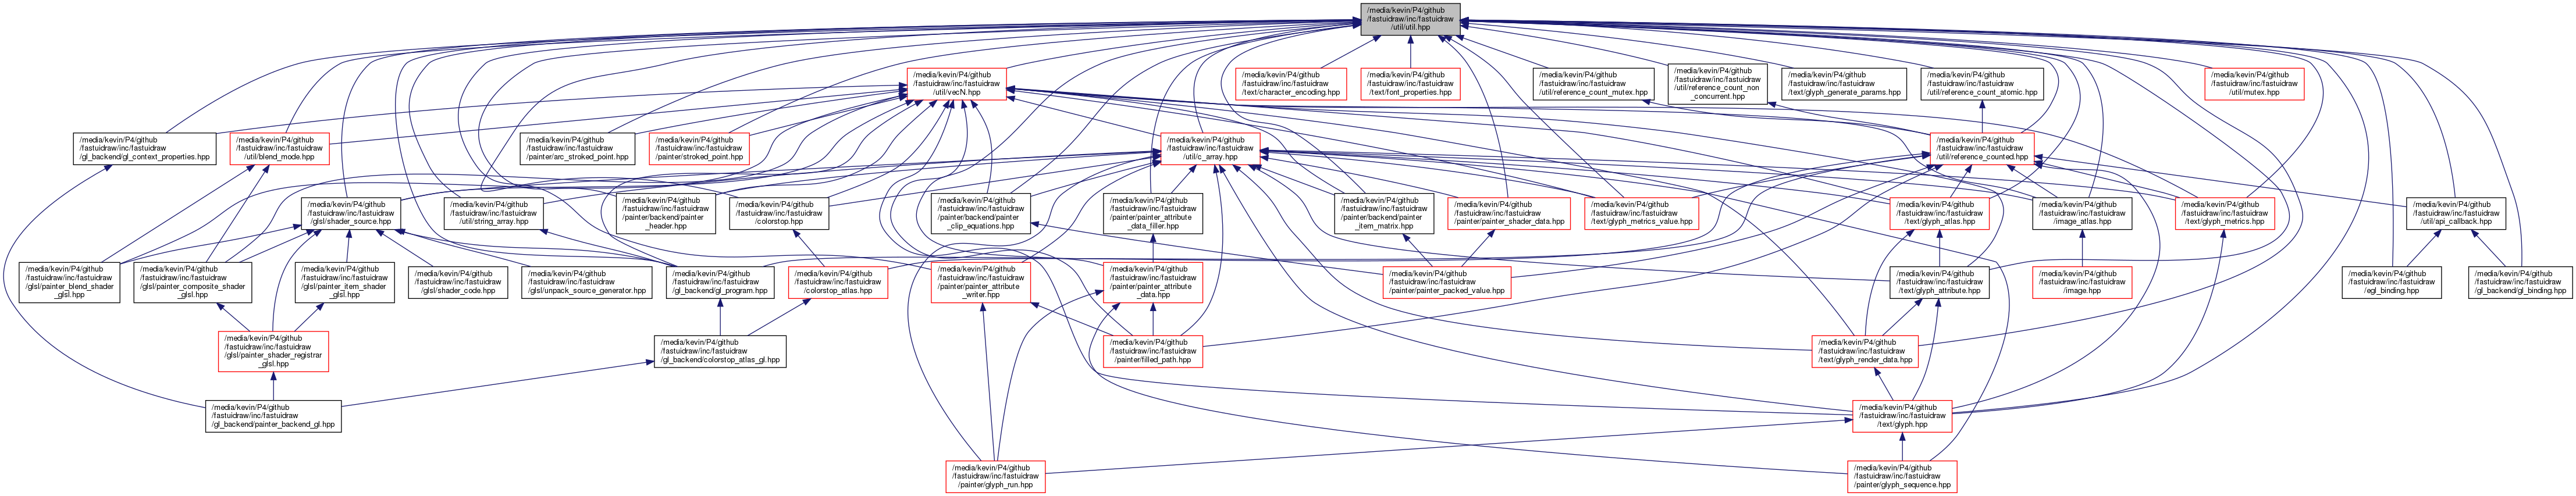 /media/kevin/P4/github
/fastuidraw/inc/fastuidraw
/util/util.hpp
/media/kevin/P4/github
/fastuidraw/inc/fastuidraw
/util/vecN.hpp
/media/kevin/P4/github
/fastuidraw/inc/fastuidraw
/text/character_encoding.hpp
/media/kevin/P4/github
/fastuidraw/inc/fastuidraw
/text/font_properties.hpp
/media/kevin/P4/github
/fastuidraw/inc/fastuidraw
/util/reference_count_mutex.hpp
/media/kevin/P4/github
/fastuidraw/inc/fastuidraw
/util/reference_count_non
_concurrent.hpp
/media/kevin/P4/github
/fastuidraw/inc/fastuidraw
/text/glyph_generate_params.hpp
/media/kevin/P4/github
/fastuidraw/inc/fastuidraw
/util/reference_count_atomic.hpp
/media/kevin/P4/github
/fastuidraw/inc/fastuidraw
/util/mutex.hpp
/media/kevin/P4/github
/fastuidraw/inc/fastuidraw
/gl_backend/gl_context_properties.hpp
/media/kevin/P4/github
/fastuidraw/inc/fastuidraw
/util/blend_mode.hpp
/media/kevin/P4/github
/fastuidraw/inc/fastuidraw
/painter/arc_stroked_point.hpp
/media/kevin/P4/github
/fastuidraw/inc/fastuidraw
/painter/stroked_point.hpp
/media/kevin/P4/github
/fastuidraw/inc/fastuidraw
/util/c_array.hpp
/media/kevin/P4/github
/fastuidraw/inc/fastuidraw
/util/reference_counted.hpp
/media/kevin/P4/github
/fastuidraw/inc/fastuidraw
/glsl/shader_source.hpp
/media/kevin/P4/github
/fastuidraw/inc/fastuidraw
/util/string_array.hpp
/media/kevin/P4/github
/fastuidraw/inc/fastuidraw
/painter/backend/painter
_header.hpp
/media/kevin/P4/github
/fastuidraw/inc/fastuidraw
/colorstop.hpp
/media/kevin/P4/github
/fastuidraw/inc/fastuidraw
/painter/backend/painter
_clip_equations.hpp
/media/kevin/P4/github
/fastuidraw/inc/fastuidraw
/painter/painter_attribute
_data_filler.hpp
/media/kevin/P4/github
/fastuidraw/inc/fastuidraw
/painter/backend/painter
_item_matrix.hpp
/media/kevin/P4/github
/fastuidraw/inc/fastuidraw
/painter/painter_shader_data.hpp
/media/kevin/P4/github
/fastuidraw/inc/fastuidraw
/text/glyph_metrics_value.hpp
/media/kevin/P4/github
/fastuidraw/inc/fastuidraw
/text/glyph_atlas.hpp
/media/kevin/P4/github
/fastuidraw/inc/fastuidraw
/image_atlas.hpp
/media/kevin/P4/github
/fastuidraw/inc/fastuidraw
/text/glyph_metrics.hpp
/media/kevin/P4/github
/fastuidraw/inc/fastuidraw
/util/api_callback.hpp
/media/kevin/P4/github
/fastuidraw/inc/fastuidraw
/glsl/painter_blend_shader
_glsl.hpp
/media/kevin/P4/github
/fastuidraw/inc/fastuidraw
/glsl/painter_composite_shader
_glsl.hpp
/media/kevin/P4/github
/fastuidraw/inc/fastuidraw
/glsl/painter_item_shader
_glsl.hpp
/media/kevin/P4/github
/fastuidraw/inc/fastuidraw
/glsl/shader_code.hpp
/media/kevin/P4/github
/fastuidraw/inc/fastuidraw
/glsl/unpack_source_generator.hpp
/media/kevin/P4/github
/fastuidraw/inc/fastuidraw
/gl_backend/gl_program.hpp
/media/kevin/P4/github
/fastuidraw/inc/fastuidraw
/colorstop_atlas.hpp
/media/kevin/P4/github
/fastuidraw/inc/fastuidraw
/painter/painter_attribute
_writer.hpp
/media/kevin/P4/github
/fastuidraw/inc/fastuidraw
/painter/painter_attribute
_data.hpp
/media/kevin/P4/github
/fastuidraw/inc/fastuidraw
/painter/painter_packed_value.hpp
/media/kevin/P4/github
/fastuidraw/inc/fastuidraw
/text/glyph_attribute.hpp
/media/kevin/P4/github
/fastuidraw/inc/fastuidraw
/image.hpp
/media/kevin/P4/github
/fastuidraw/inc/fastuidraw
/egl_binding.hpp
/media/kevin/P4/github
/fastuidraw/inc/fastuidraw
/gl_backend/gl_binding.hpp
/media/kevin/P4/github
/fastuidraw/inc/fastuidraw
/glsl/painter_shader_registrar
_glsl.hpp
/media/kevin/P4/github
/fastuidraw/inc/fastuidraw
/gl_backend/colorstop_atlas_gl.hpp
/media/kevin/P4/github
/fastuidraw/inc/fastuidraw
/painter/filled_path.hpp
/media/kevin/P4/github
/fastuidraw/inc/fastuidraw
/text/glyph_render_data.hpp
/media/kevin/P4/github
/fastuidraw/inc/fastuidraw
/gl_backend/painter_backend_gl.hpp
/media/kevin/P4/github
/fastuidraw/inc/fastuidraw
/text/glyph.hpp
/media/kevin/P4/github
/fastuidraw/inc/fastuidraw
/painter/glyph_run.hpp
/media/kevin/P4/github
/fastuidraw/inc/fastuidraw
/painter/glyph_sequence.hpp